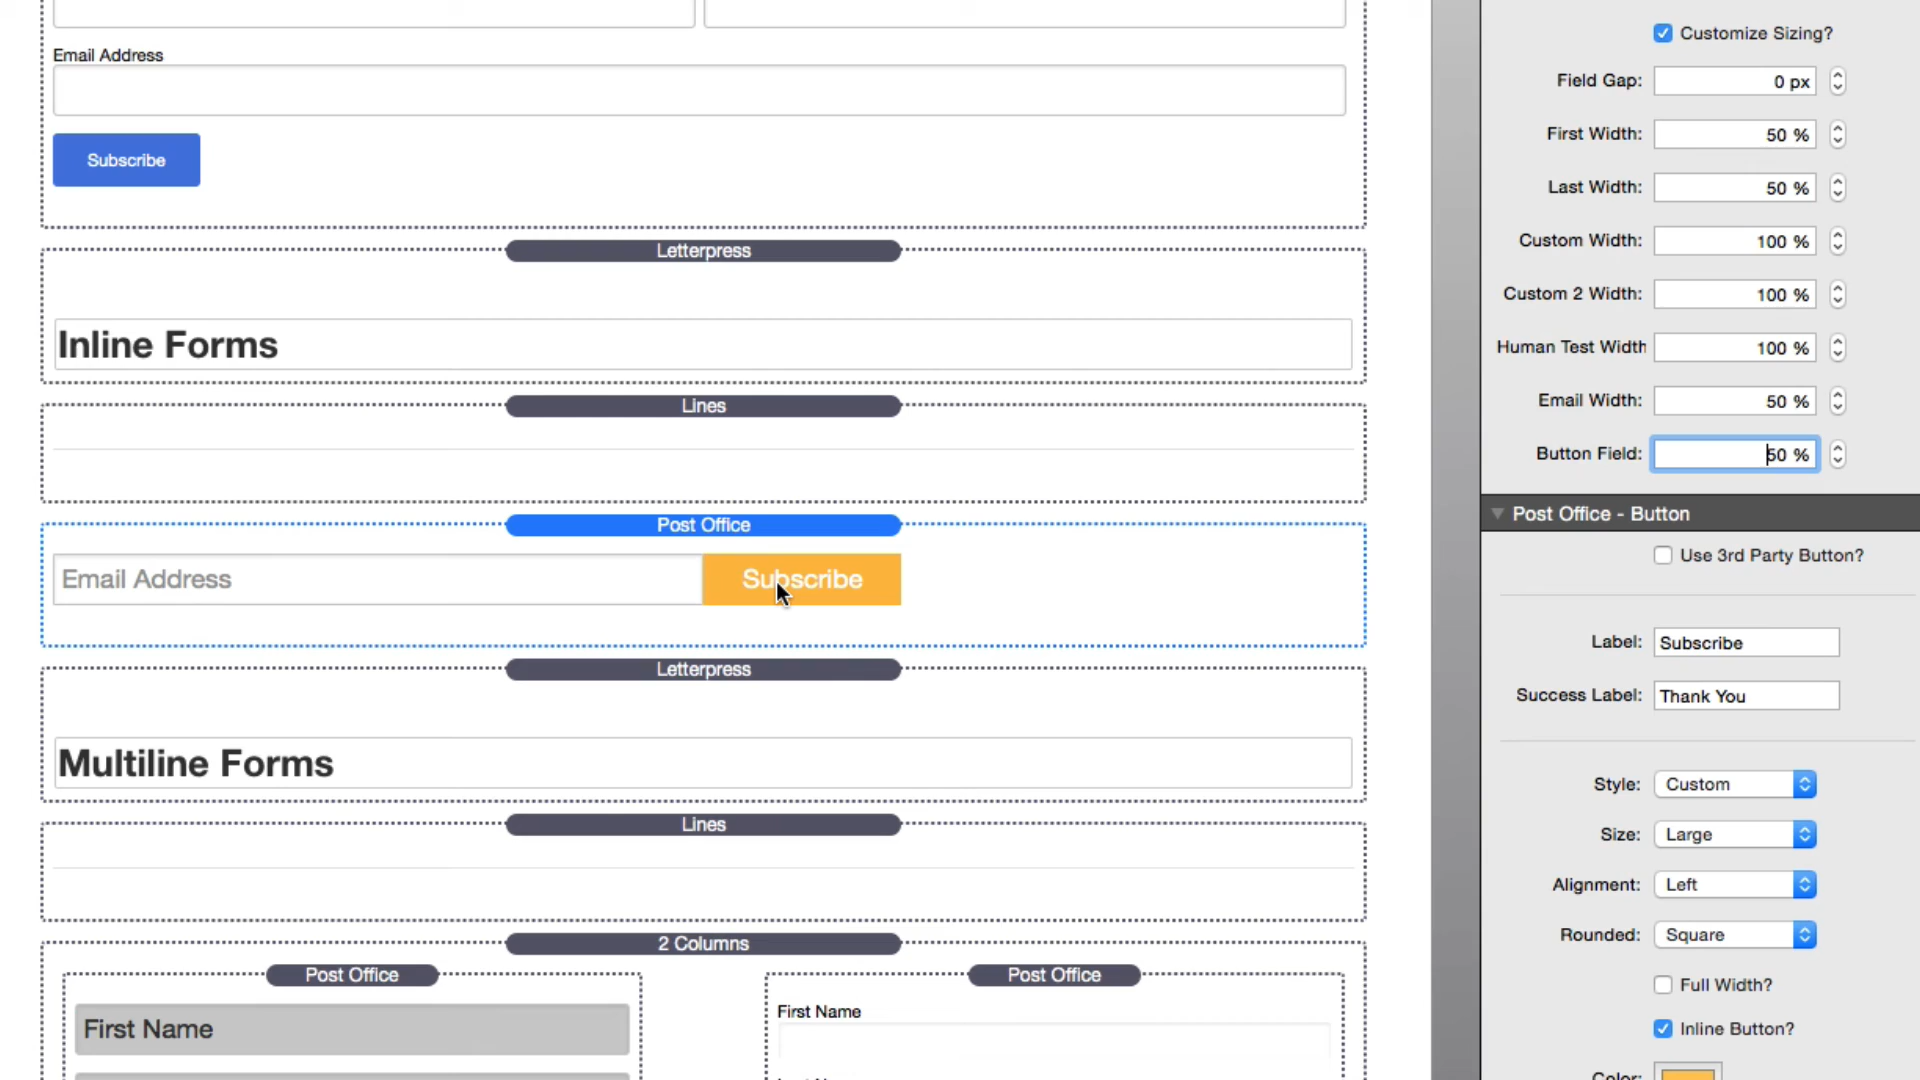 Email Address
Subscribe
Letterpress
Inline Forms
Lines
Post Office
Email Address
Subscribe
Letterpress
Multiline Forms
Lines
2 Columns
Post Office
Post Office
First Name
First Name
Customize Sizing?
Field Gap: 0 px
First Width: 50 %
Last Width: 50 %
Custom Width: 100 %
Custom 2 Width: 100 %
Human Test Width 100 %
Email Width: 50 %
Button Field: 50 %
Post Office - Button
Use 3rd Party Button?
Label: Subscribe
Success Label: Thank You
Style: Custom
Size: Large
Alignment: Left
Rounded: Square
Full Width?
Inline Button?
Color: